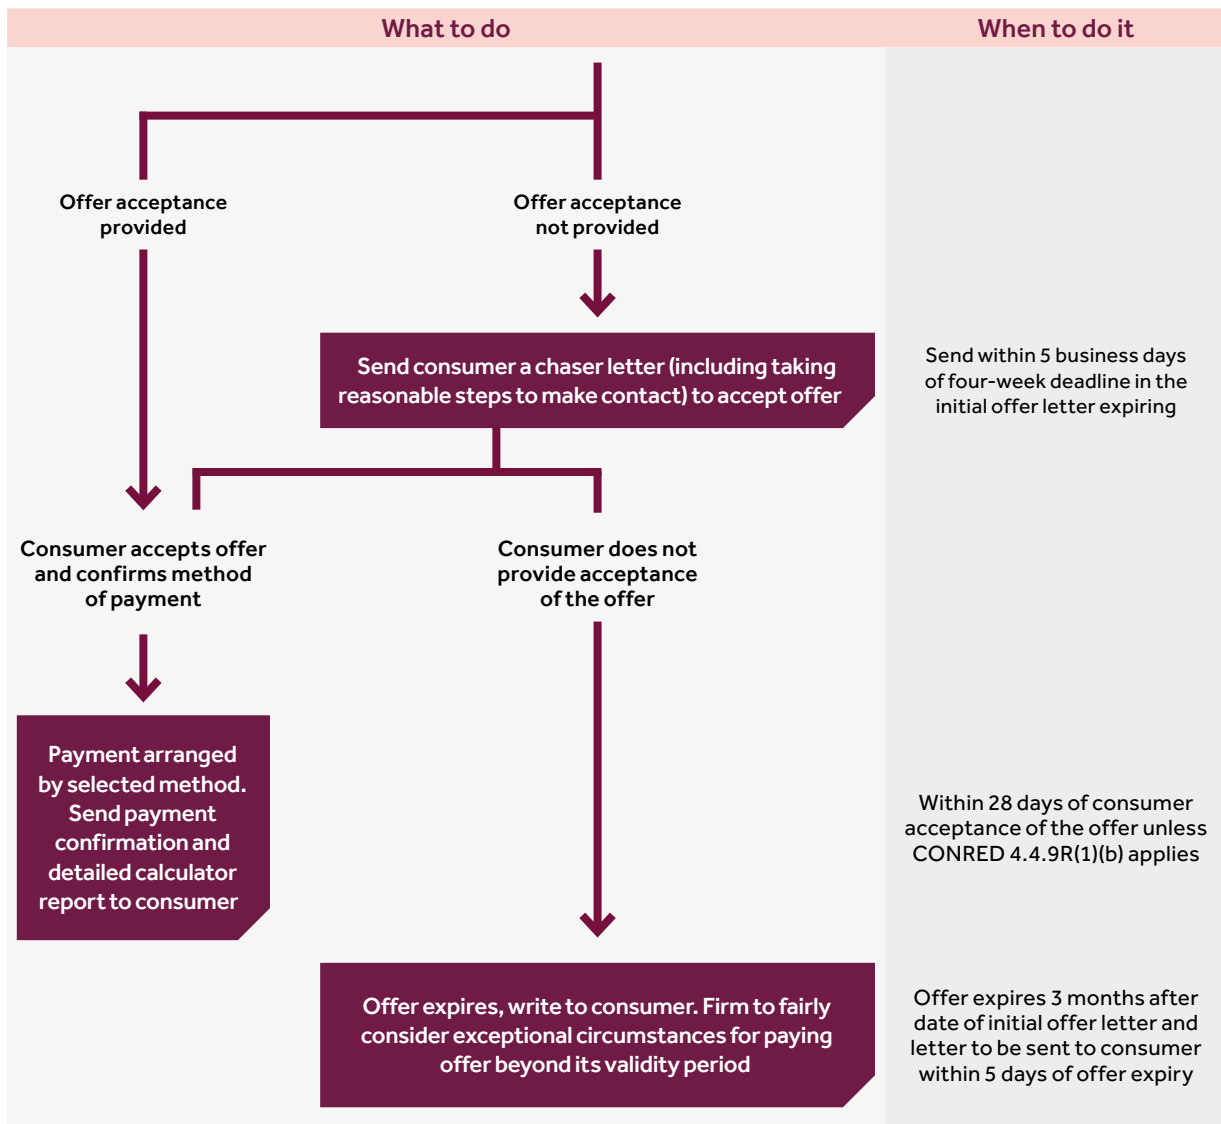 What to do
When to do it
Offer acceptance
provided
Offer acceptance
not provided
Send consumer a chaser letter (including taking
reasonable steps to make contact) to accept offer
Send within 5 business days
of four-week deadline in the
initial offer letter expiring
Consumer accepts offer
and confirms method
of payment
Consumer does not
provide acceptance
of the offer
Payment arranged
by selected method.
Send payment
confirmation and
detailed calculator
report to consumer
Within 28 days of consumer
acceptance of the offer unless
CONRED 4.4.9R(1)(b) applies
Offer expires, write to consumer. Firm to fairly
consider exceptional circumstances for paying
offer beyond its validity period
Offer expires 3 months after
date of initial offer letter and
letter to be sent to consumer
within 5 days of offer expiry